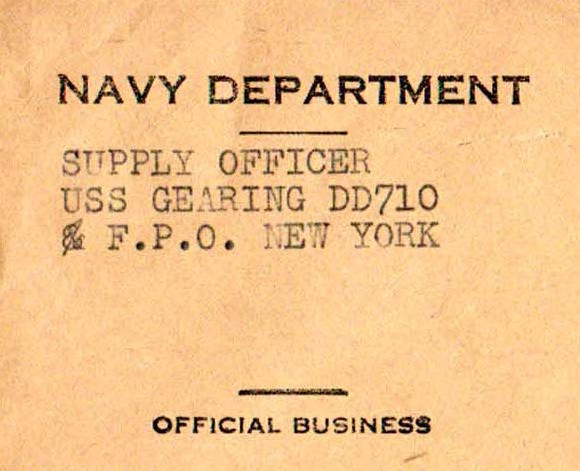 NAVY DEPARTMENT
SUPPLY OFFICER
USS GEARING DD710
% F.P.O. NEW YORK
OFFICIAL BUSINESS